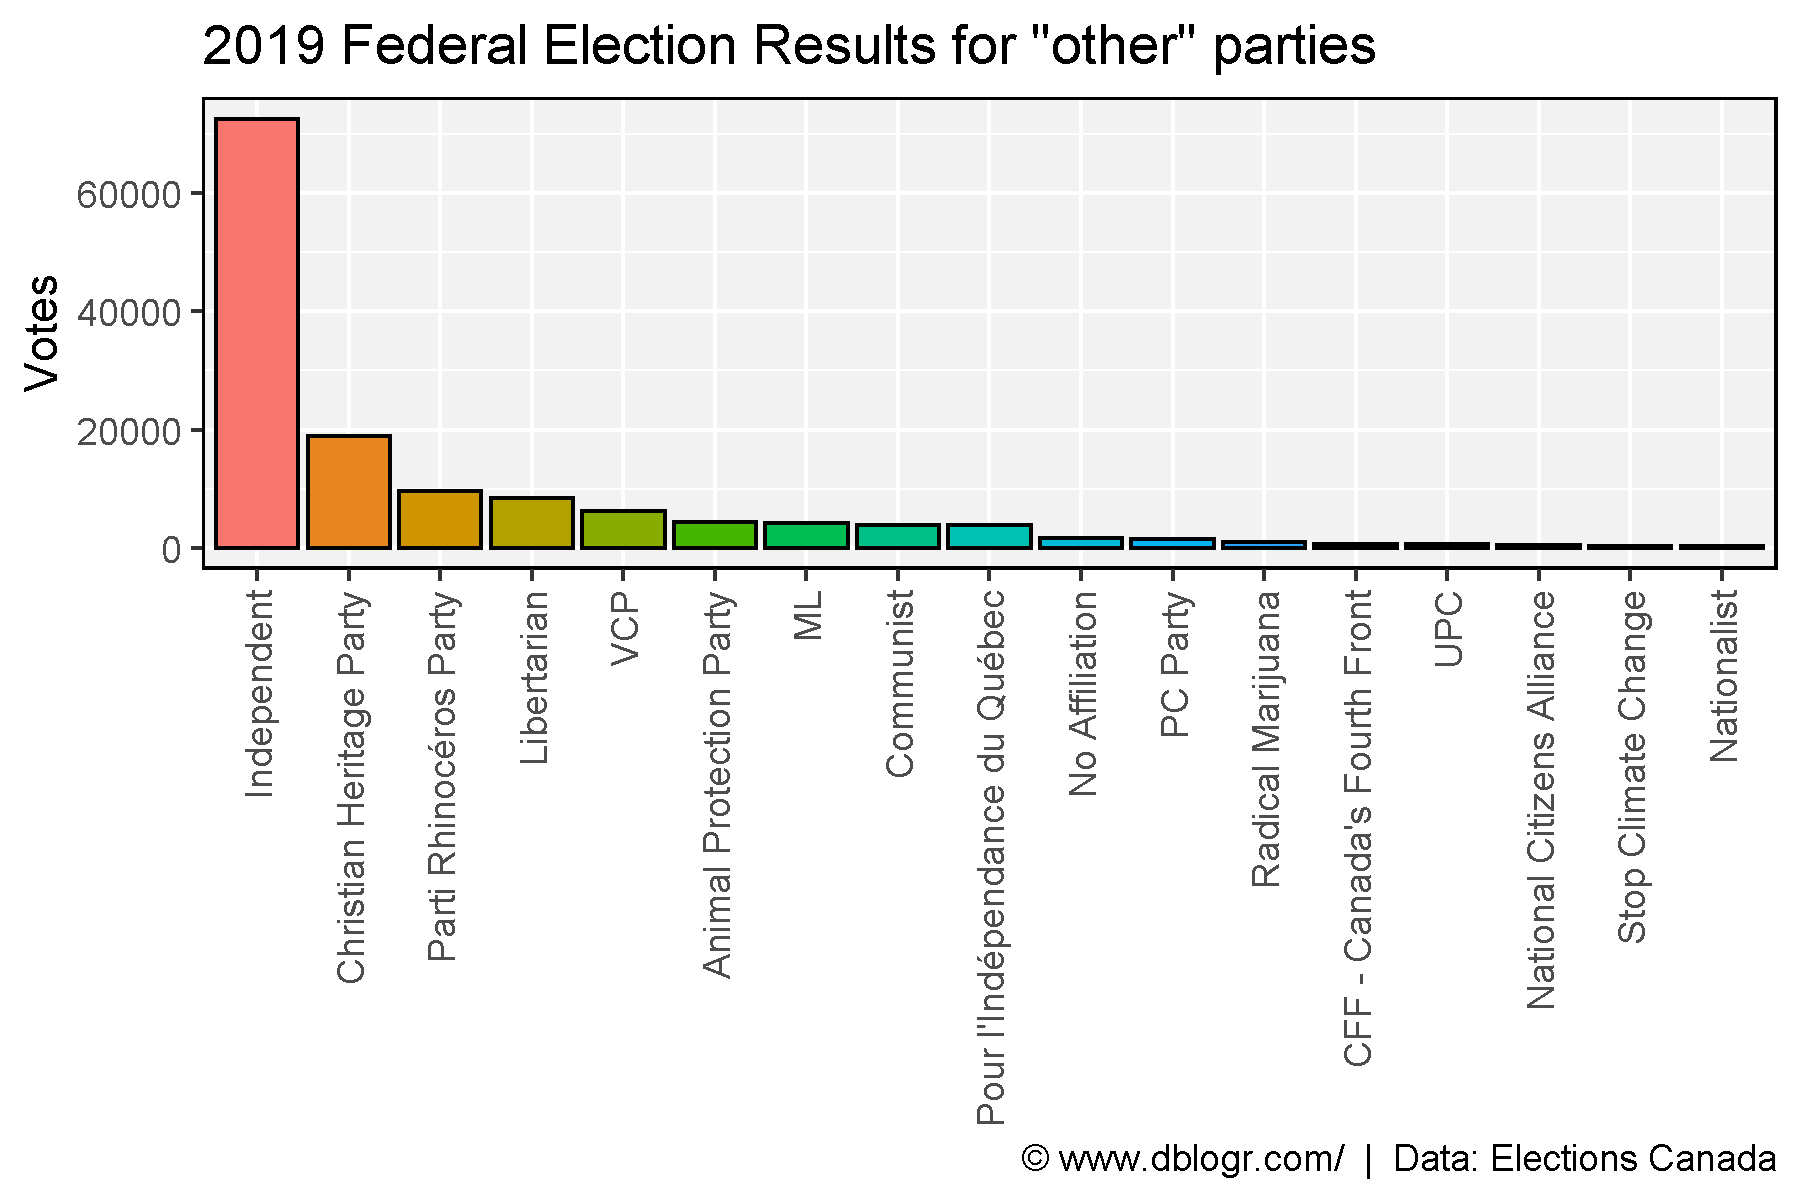 2019 Federal Election Results for "other" parties
Votes
60000
40000
20000
0
Independent
Christian Heritage Party
Parti Rhinocéros Party
Libertarian
VCP
Animal Protection Party
ML
Communist
Pour l'Indépendance du Québec
No Affiliation
PC Party
Radical Marijuana
CFF - Canada's Fourth Front
UPC
National Citizens Alliance
Stop Climate Change
Nationalist
© www.dblogr.com/ | Data: Elections Canada